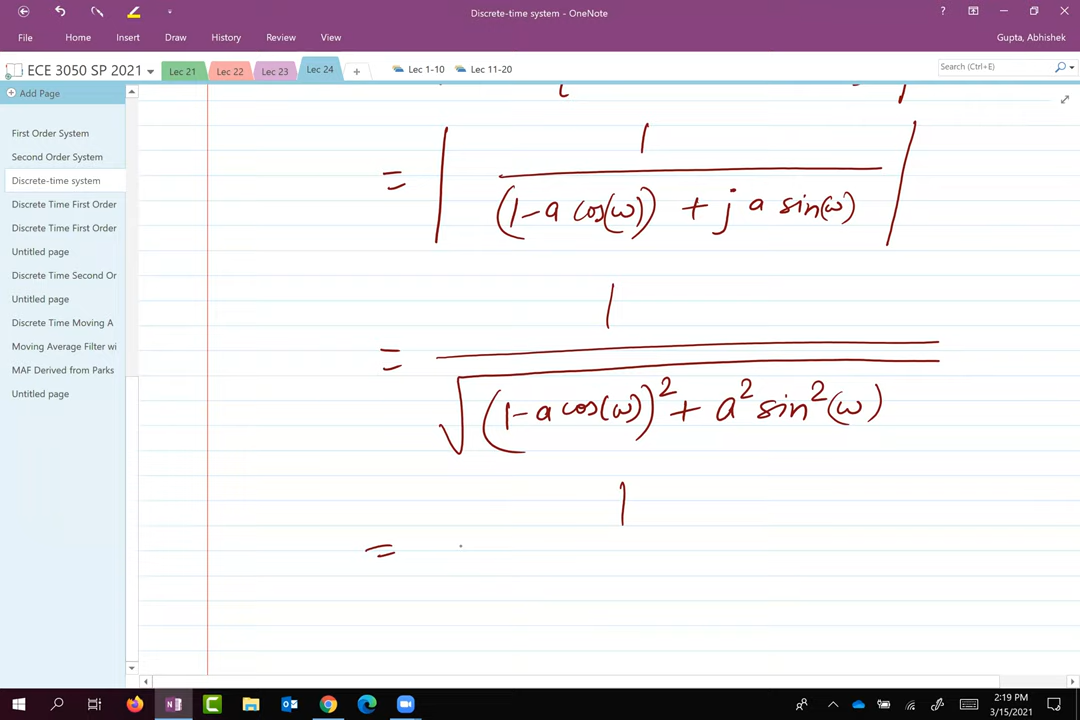 Discrete-time system - OneNote
Gupta, Abhishek
File Home Insert Draw History Review View
ECE 3050 SP 2021 Lec 21 Lec 22 Lec 23 Lec 24 Lec 1-10 Lec 11-20
Search (Ctrl+E)
Add Page
First Order System
Second Order System
Discrete-time system
Discrete Time First Order
Discrete Time First Order
Untitled page
Discrete Time Second Or
Untitled page
Discrete Time Moving A
Moving Average Filter wi
MAF Derived from Parks
Untitled page
= | 1 / ((1-a cos(ω)) + j a sin(ω)) |
= 1 / √((1-a cos(ω))² + a² sin²(ω))
= 1
2:19 PM
3/15/2021